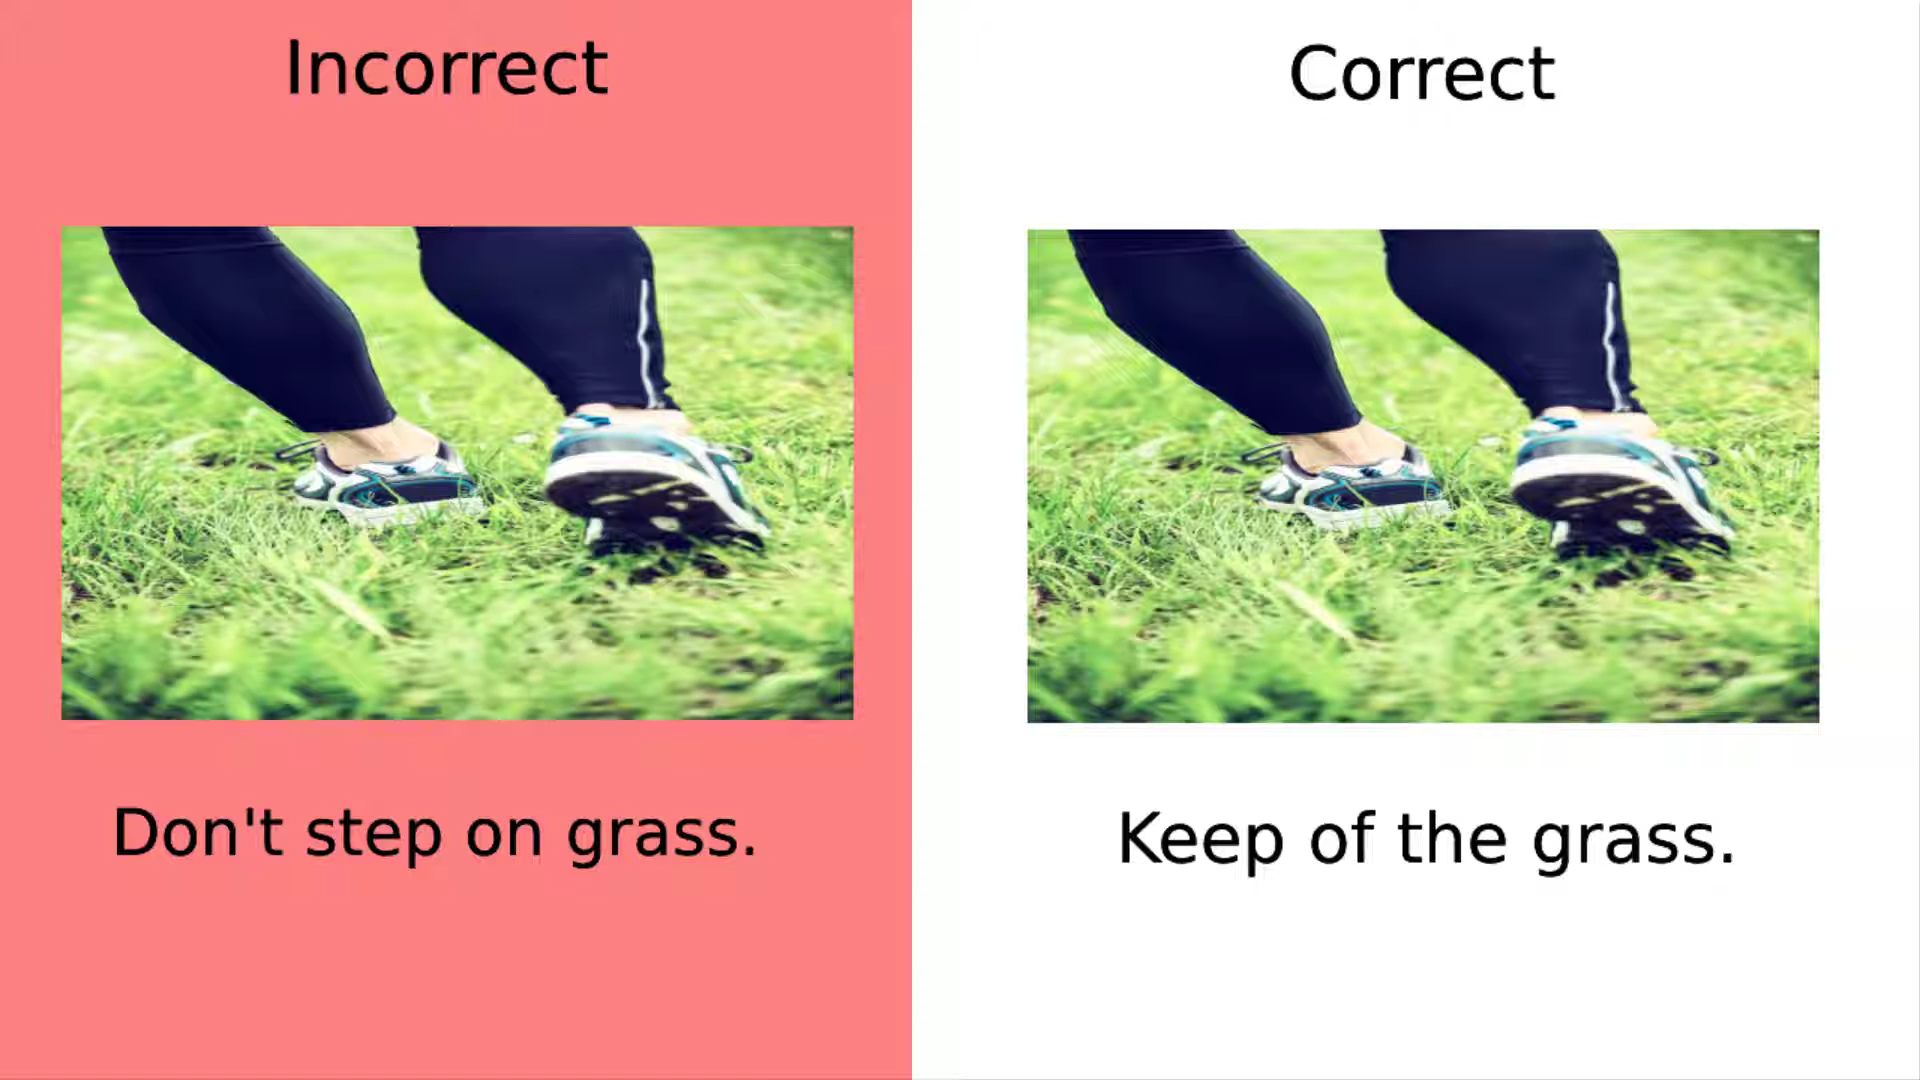 Incorrect
Correct
Don't step on grass.
Keep of the grass.